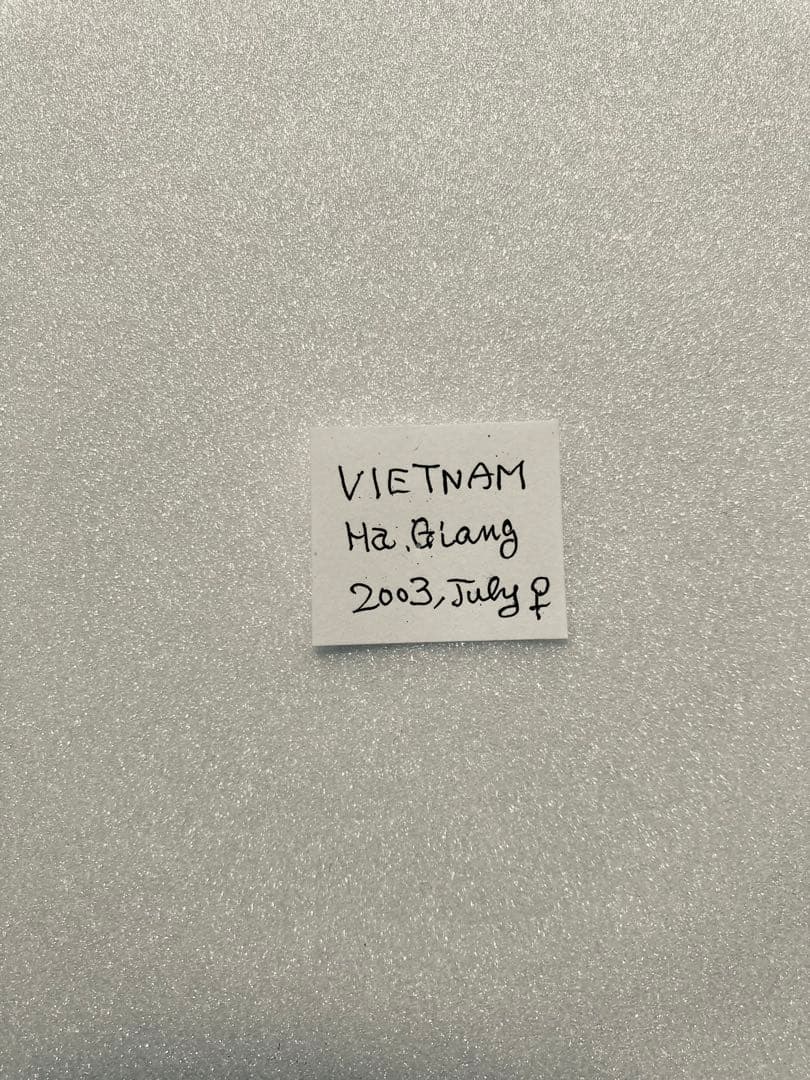 VIETNAM
Ha.Giang
2003, July ♀